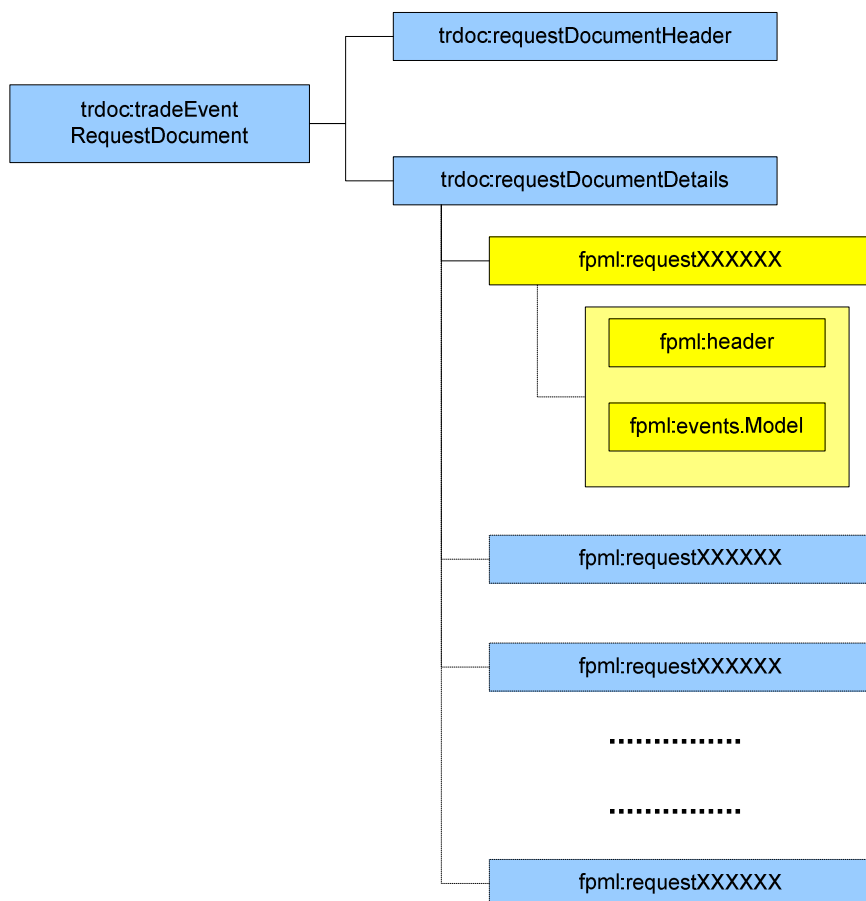 trdoc:requestDocumentHeader
trdoc:tradeEvent
RequestDocument
trdoc:requestDocumentDetails
fpml:requestXXXXXX
fpml:header
fpml:events.Model
fpml:requestXXXXXX
fpml:requestXXXXXX
...............
...............
fpml:requestXXXXXX